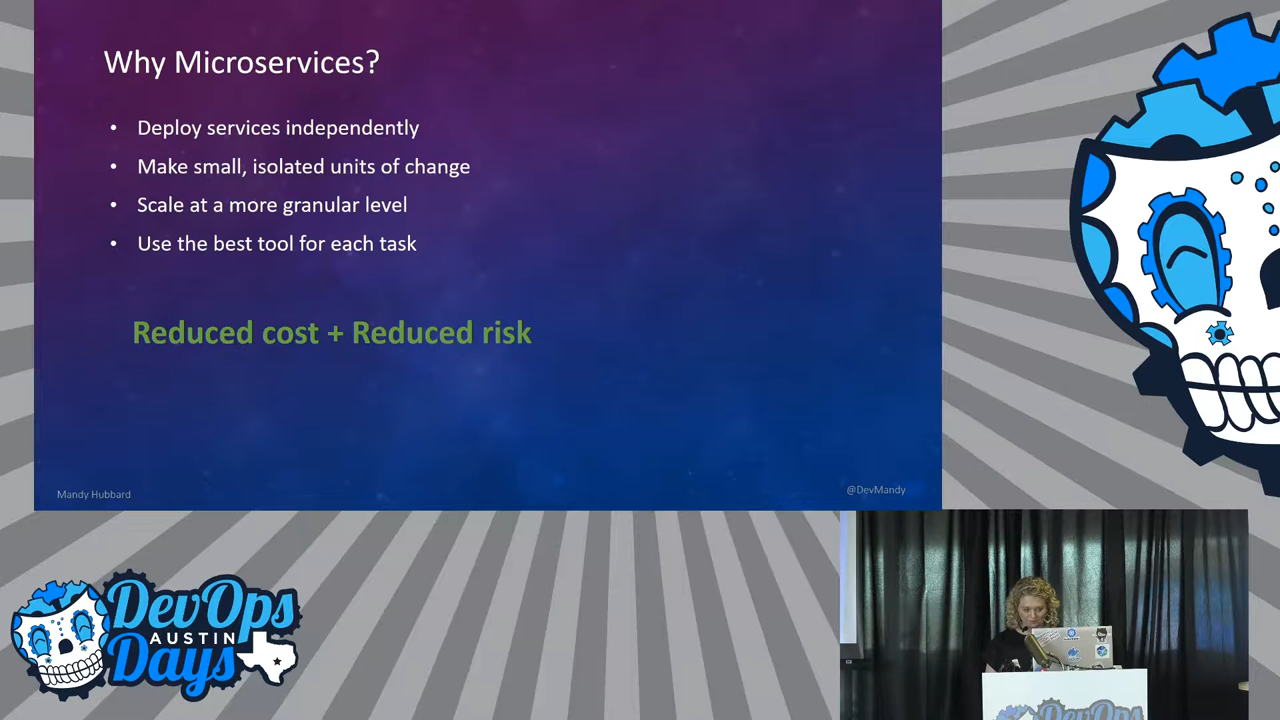 Why Microservices?
• Deploy services independently
• Make small, isolated units of change
• Scale at a more granular level
• Use the best tool for each task
Reduced cost + Reduced risk
Mandy Hubbard
@DevMandy
DevOps
AUSTIN
Days
DevOps